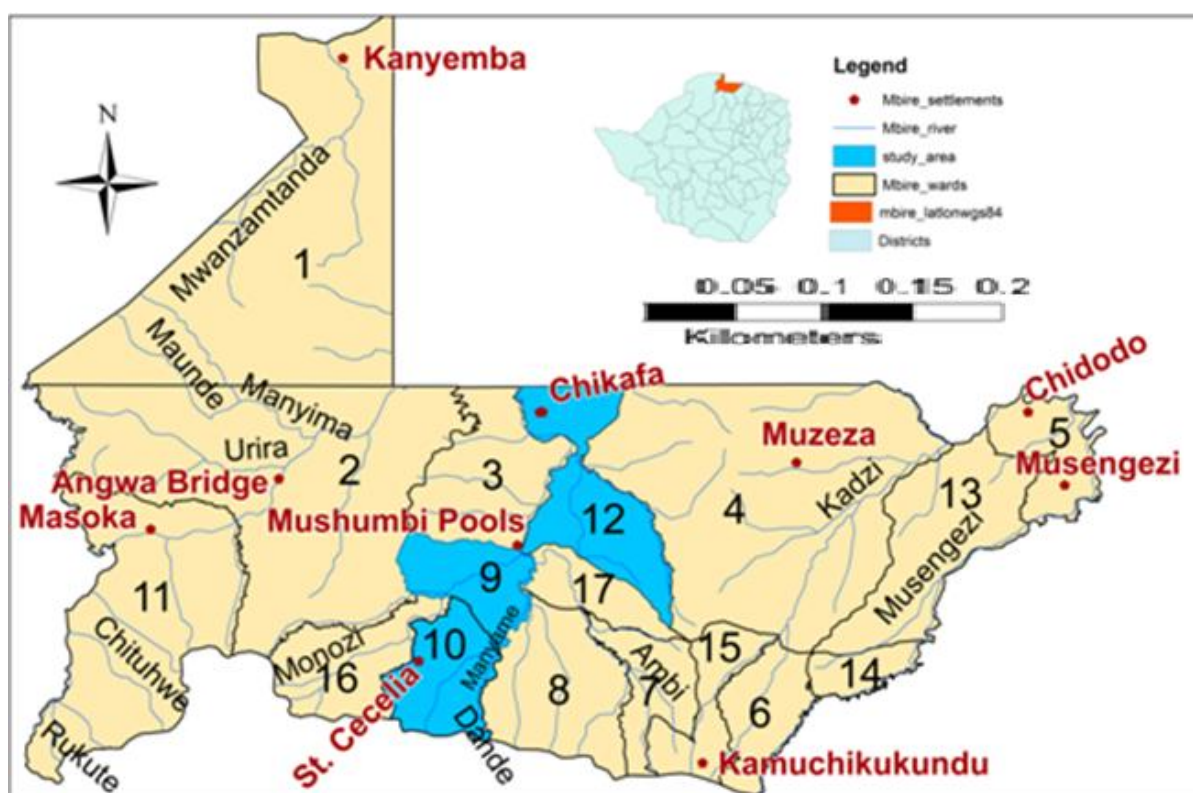 Kanyemba
N
Mwanzamtanda
1
Legend
Mbire_settlements
Mbire_river
study_area
Mbire_wards
mbire_lationwgs84
Districts
0.05 0.1 0.15 0.2
Kilometers
Maunde
Manyima
Urira
2
Angwa Bridge
Masoka
Chikafa
3
Mushumbi Pools
12
Muzeza
4
Kadzi
Chidodo
5
Musengezi
13
Musengezi
11
Chituhwe
Rukute
9
17
10
Monozi
16
St. Cecelia
Manyame
Dande
8
Ambi
7
15
6
14
Kamuchikukundu